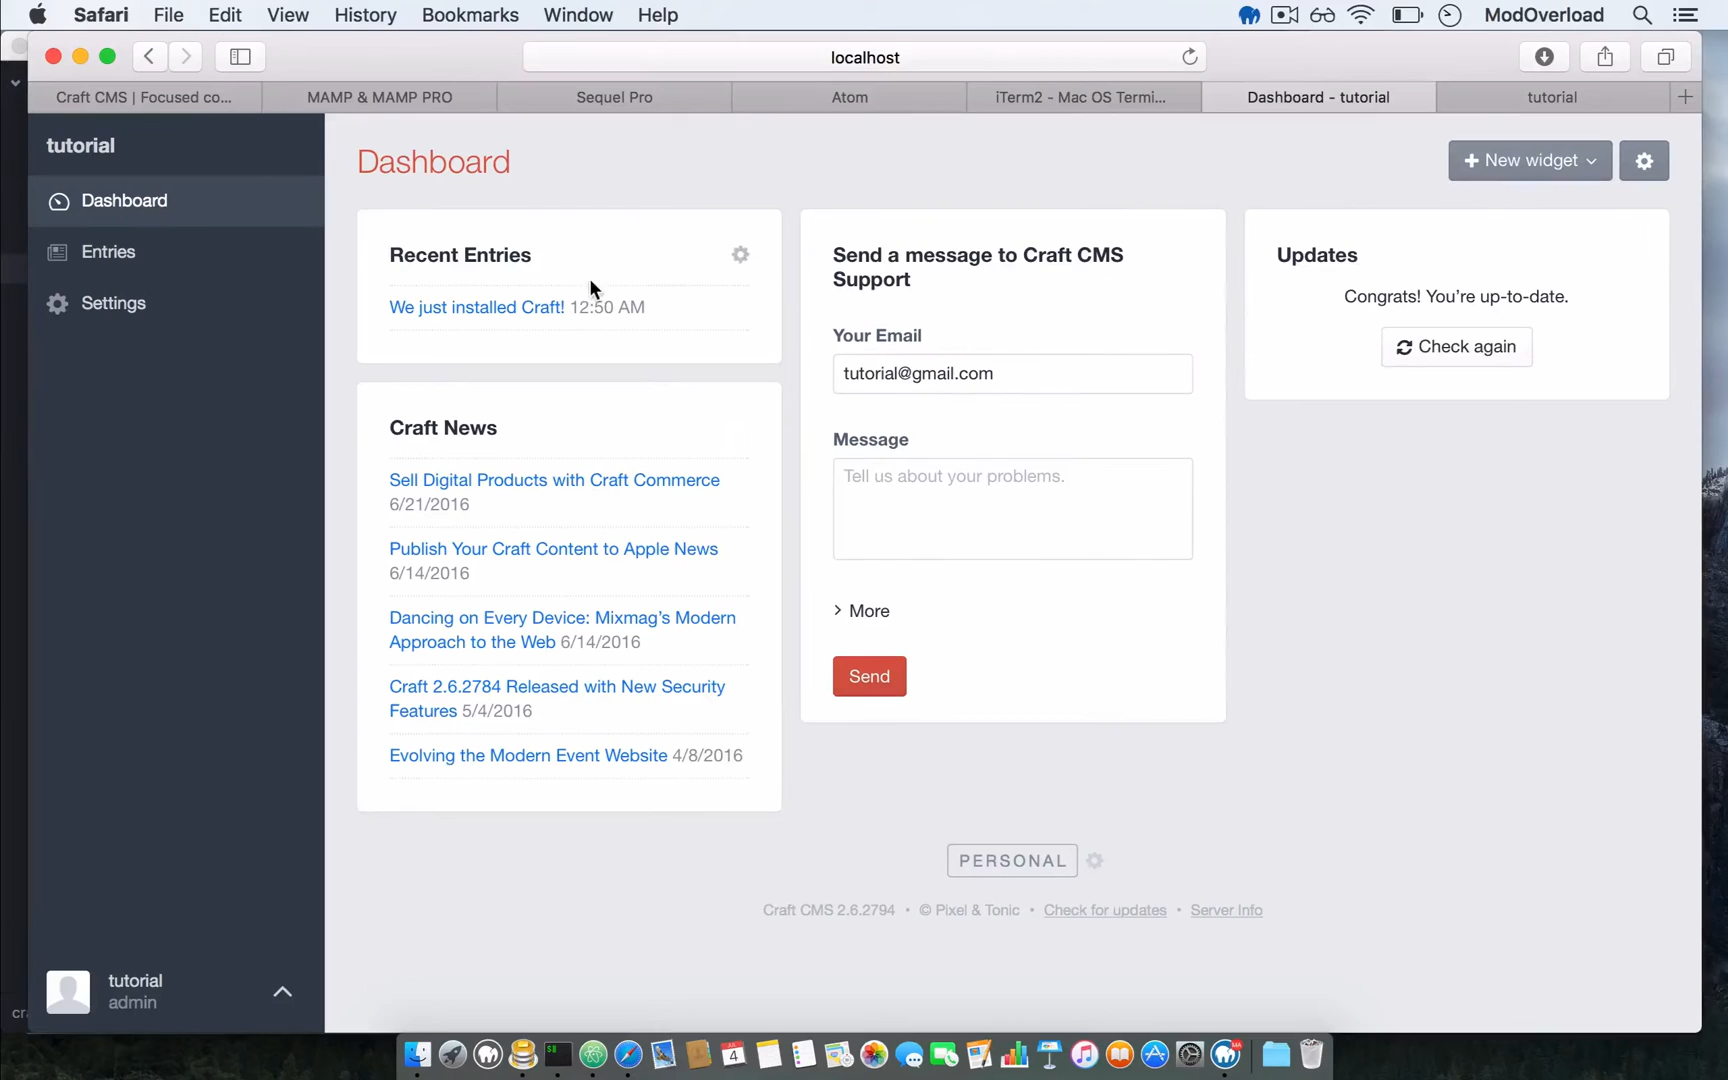 Safari File Edit View History Bookmarks Window Help ModOverload
localhost
Craft CMS | Focused co... MAMP & MAMP PRO Sequel Pro Atom iTerm2 - Mac OS Termi... Dashboard - tutorial tutorial
tutorial
Dashboard
Entries
Settings
Dashboard
+ New widget
Recent Entries
We just installed Craft! 12:50 AM
Craft News
Sell Digital Products with Craft Commerce
6/21/2016
Publish Your Craft Content to Apple News
6/14/2016
Dancing on Every Device: Mixmag’s Modern
Approach to the Web 6/14/2016
Craft 2.6.2784 Released with New Security
Features 5/4/2016
Evolving the Modern Event Website 4/8/2016
Send a message to Craft CMS
Support
Your Email
tutorial@gmail.com
Message
Tell us about your problems.
More
Send
Updates
Congrats! You’re up-to-date.
Check again
PERSONAL
Craft CMS 2.6.2794 • © Pixel & Tonic • Check for updates • Server Info
tutorial
admin
4